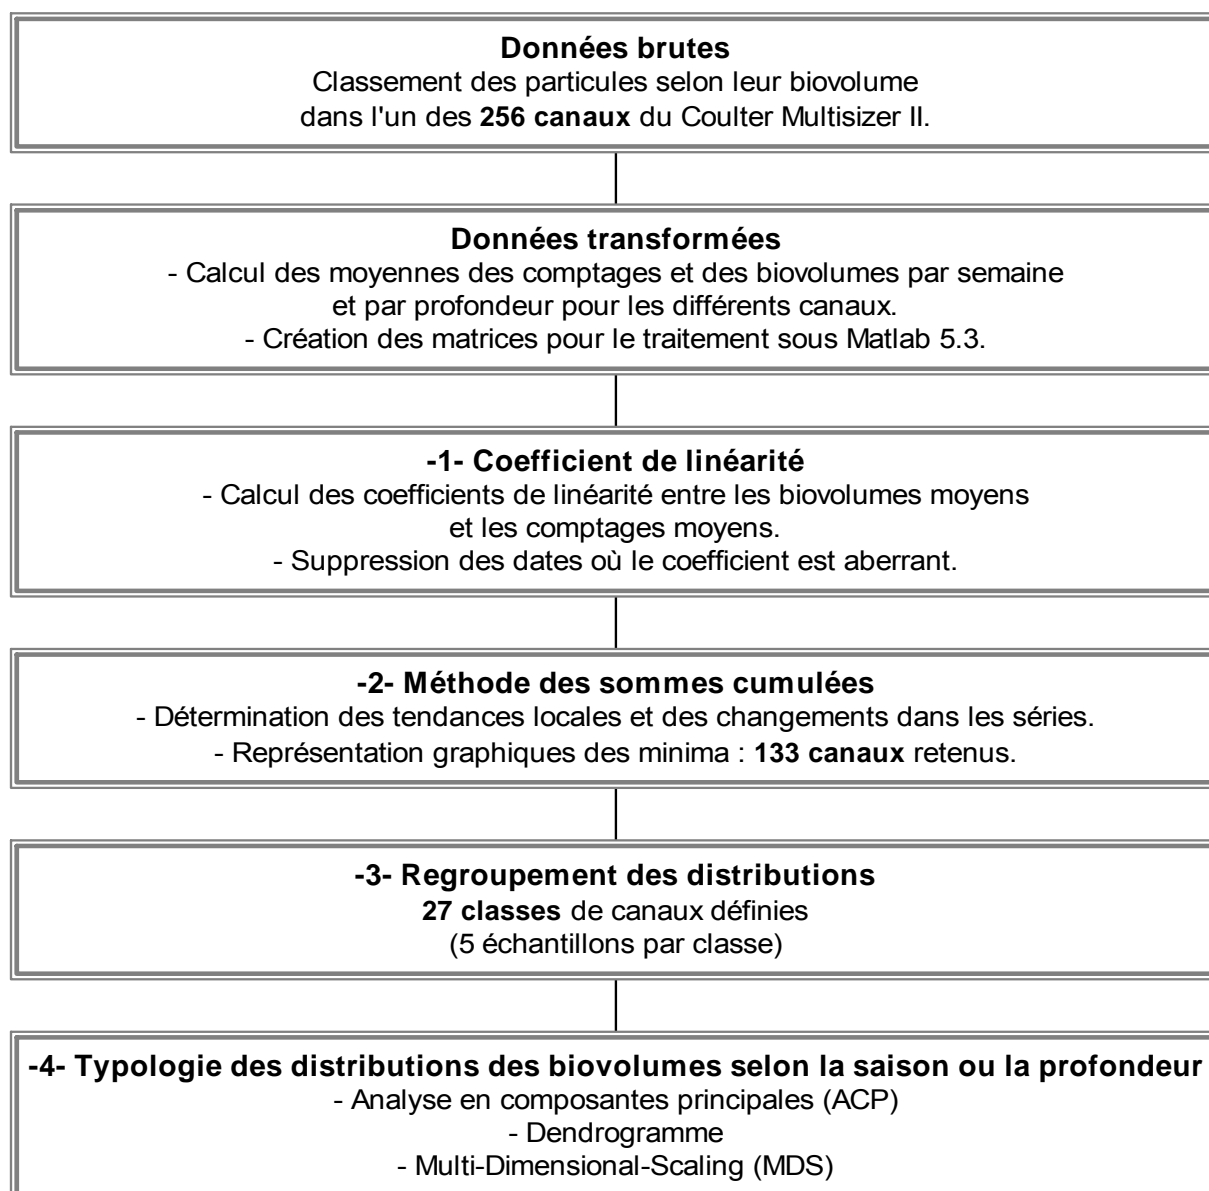 Données brutes
Classement des particules selon leur biovolume
dans l'un des 256 canaux du Coulter Multisizer II.
Données transformées
- Calcul des moyennes des comptages et des biovolumes par semaine
et par profondeur pour les différents canaux.
- Création des matrices pour le traitement sous Matlab 5.3.
-1- Coefficient de linéarité
- Calcul des coefficients de linéarité entre les biovolumes moyens
et les comptages moyens.
- Suppression des dates où le coefficient est aberrant.
-2- Méthode des sommes cumulées
- Détermination des tendances locales et des changements dans les séries.
- Représentation graphiques des minima : 133 canaux retenus.
-3- Regroupement des distributions
27 classes de canaux définies
(5 échantillons par classe)
-4- Typologie des distributions des biovolumes selon la saison ou la profondeur
- Analyse en composantes principales (ACP)
- Dendrogramme
- Multi-Dimensional-Scaling (MDS)